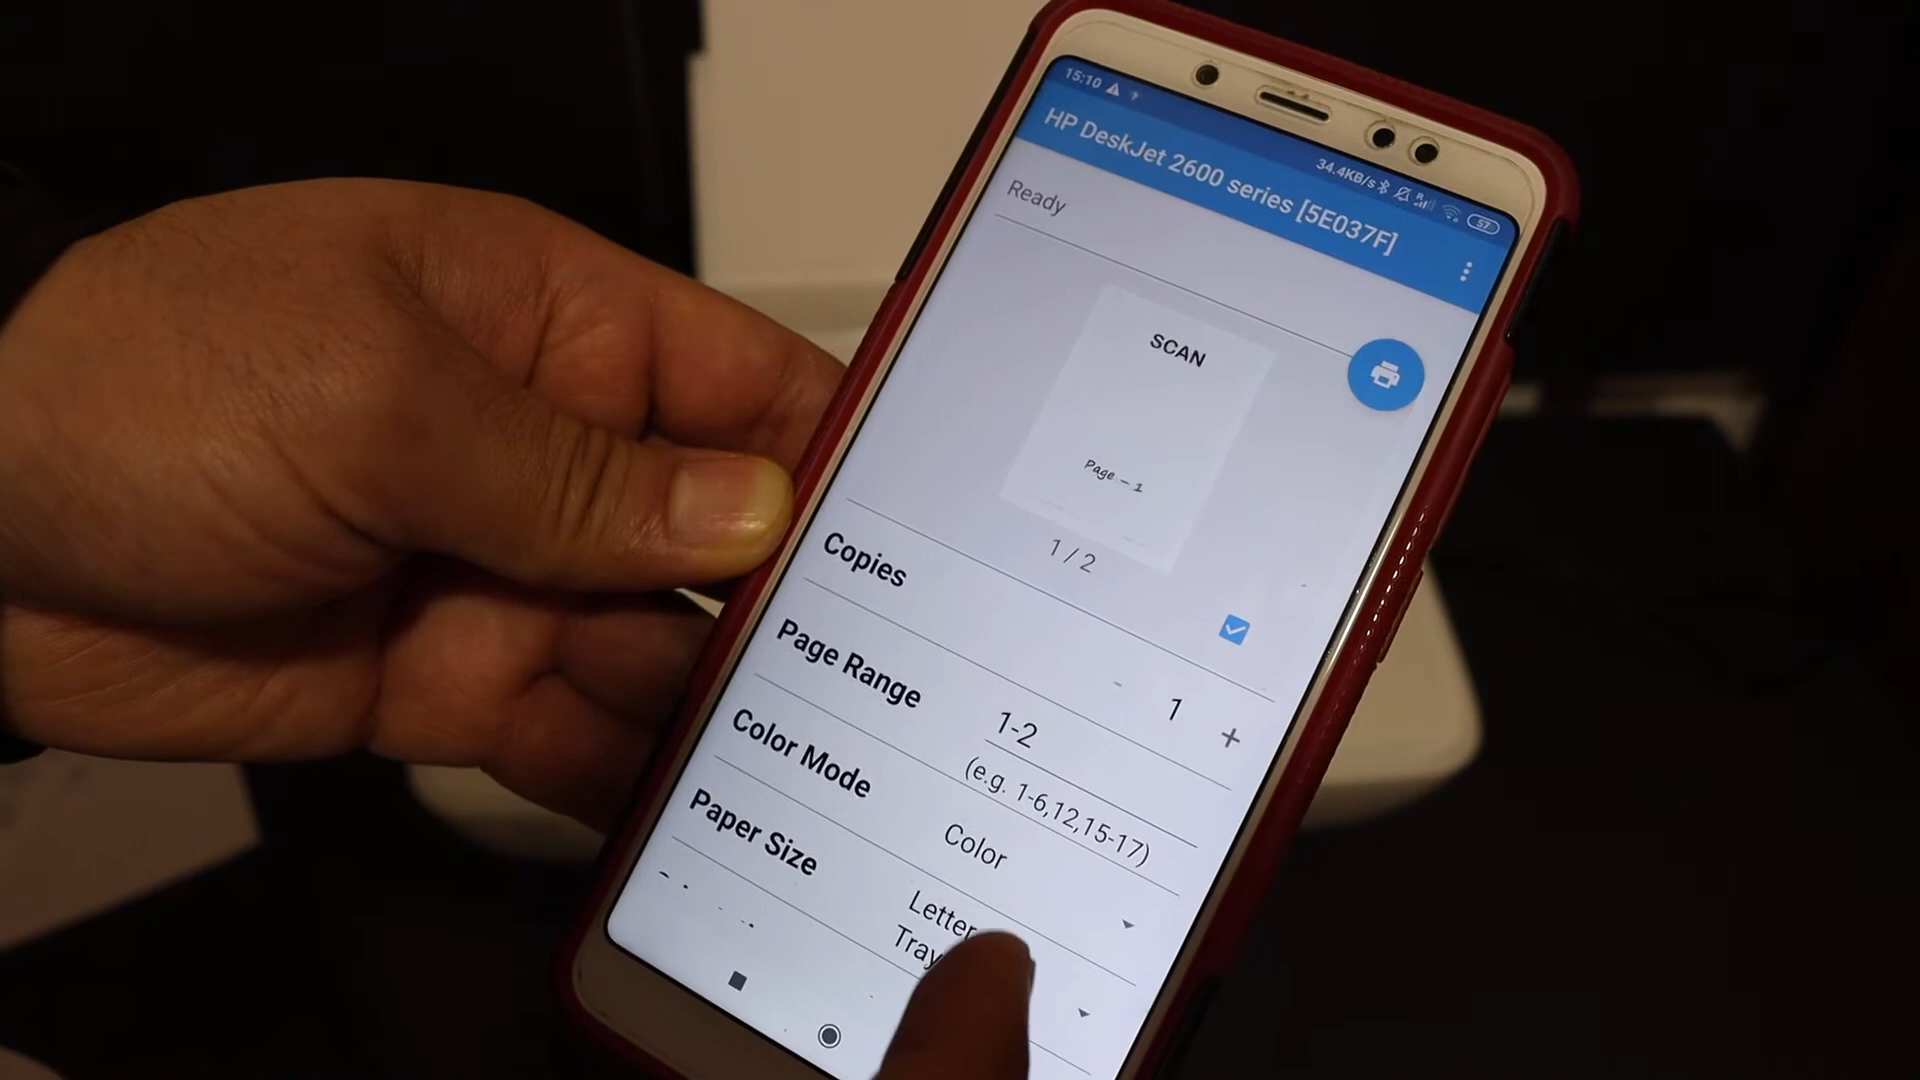 15:10
34.4KB/s
R
57
HP DeskJet 2600 series [5E037F]
Ready
SCAN
Page - 1
1 / 2
Copies
- 1 +
Page Range
1-2
(e.g. 1-6,12,15-17)
Color Mode
Color
Paper Size
Letter
Tray